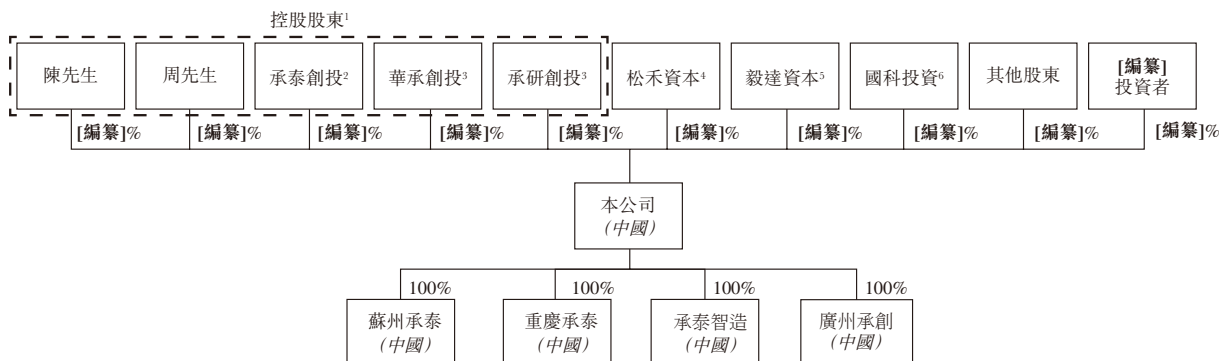 控股股東¹
陳先生
周先生
承泰創投²
華承創投³
承研創投³
松禾資本⁴
毅達資本⁵
國科投資⁶
其他股東
[編纂]
投資者
[編纂]%
[編纂]%
[編纂]%
[編纂]%
[編纂]%
[編纂]%
[編纂]%
[編纂]%
[編纂]%
[編纂]%
本公司
(中國)
100%
100%
100%
100%
蘇州承泰
(中國)
重慶承泰
(中國)
承泰智造
(中國)
廣州承創
(中國)